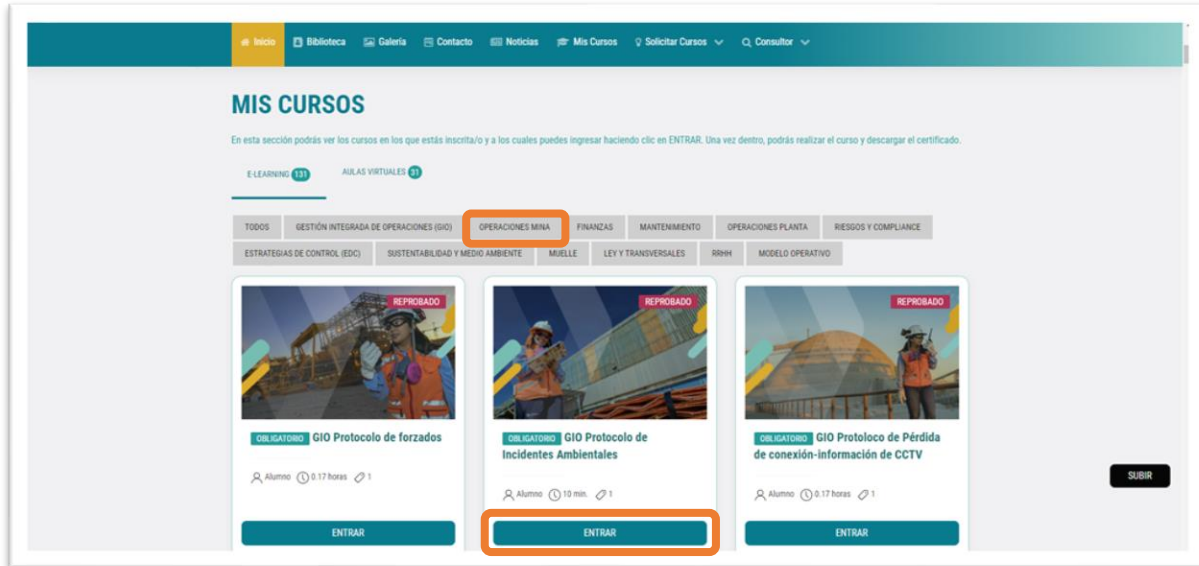 Inicio Biblioteca Galería Contacto Noticias Mis Cursos Solicitar Cursos Consultor
MIS CURSOS
En esta sección podrás ver los cursos en los que estás inscrita/o y a los cuales puedes ingresar haciendo clic en ENTRAR. Una vez dentro, podrás realizar el curso y descargar el certificado.
E-LEARNING 131 AULAS VIRTUALES 31
TODOS GESTIÓN INTEGRADA DE OPERACIONES (GIO) OPERACIONES MINA FINANZAS MANTENIMIENTO OPERACIONES PLANTA RIESGOS Y COMPLIANCE
ESTRATEGIAS DE CONTROL (EDC) SUSTENTABILIDAD Y MEDIO AMBIENTE MUELLE LEY Y TRANSVERSALES RRHH MODELO OPERATIVO
REPROBADO REPROBADO REPROBADO
OBLIGATORIO GIO Protocolo de forzados
Alumno 0.17 horas 1
ENTRAR
OBLIGATORIO GIO Protocolo de
Incidentes Ambientales
Alumno 10 min. 1
ENTRAR
OBLIGATORIO GIO Protoloco de Pérdida
de conexión-información de CCTV
Alumno 0.17 horas 1
ENTRAR
SUBIR